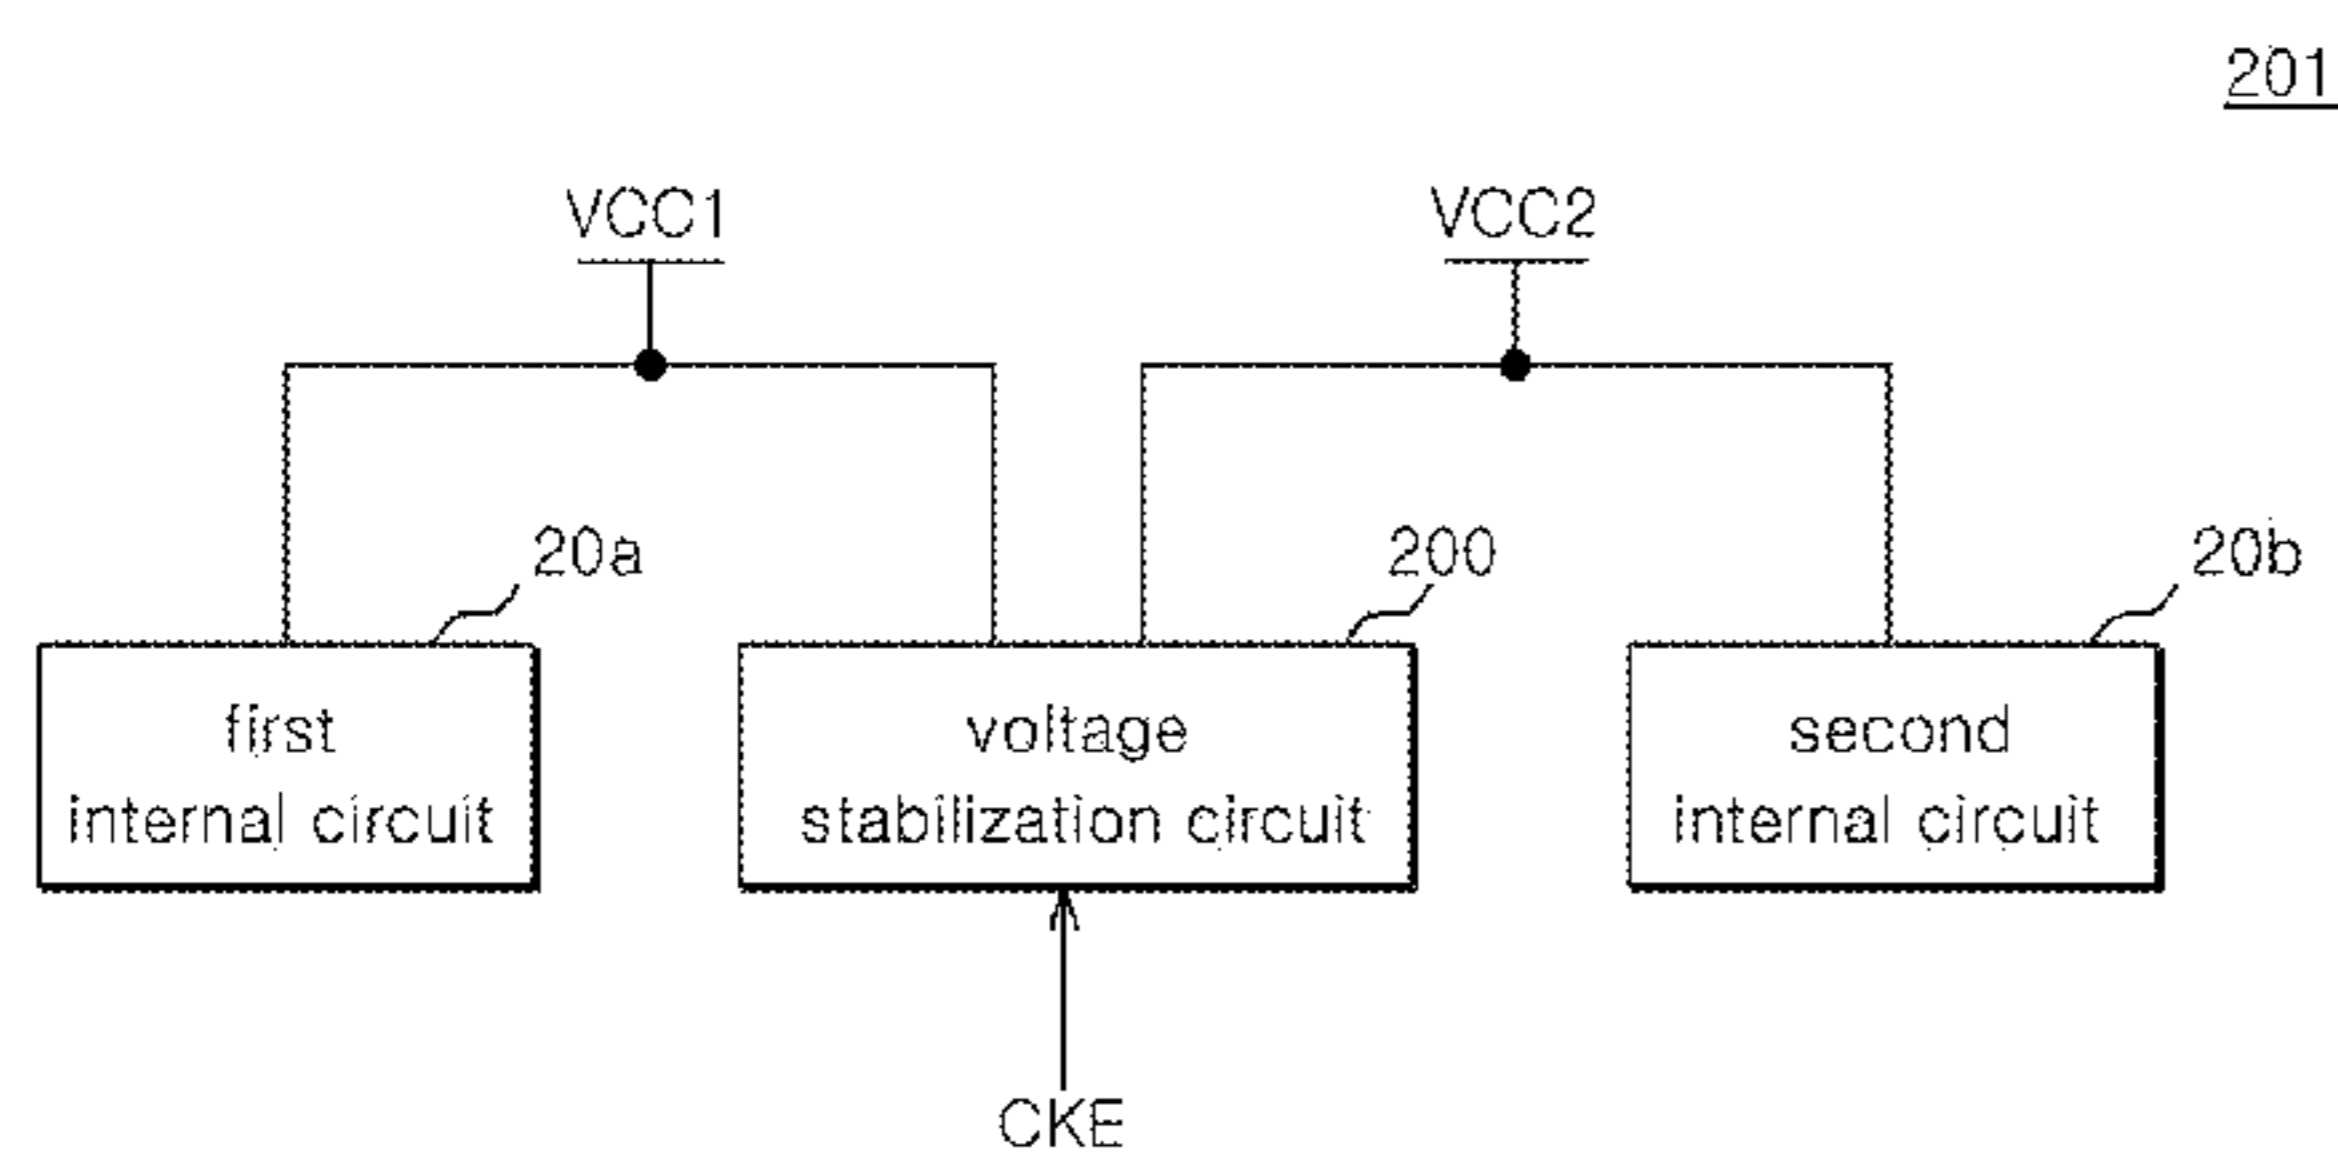 201
VCC1
VCC2
20a
200
20b
first
internal circuit
voltage
stabilization circuit
second
internal circuit
CKE